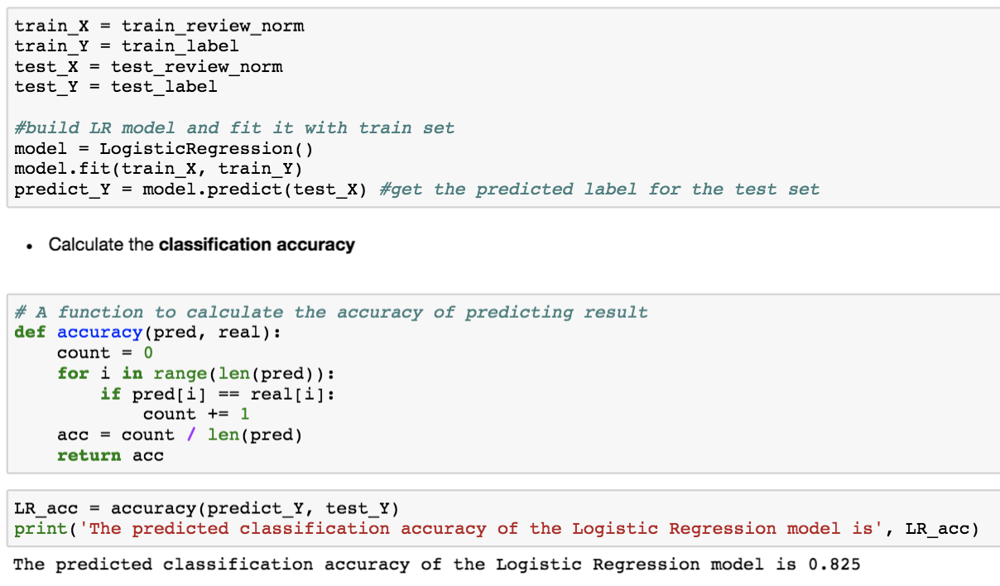 train_X = train_review_norm
train_Y = train_label
test_X = test_review_norm
test_Y = test_label
#build LR model and fit it with train set
model = LogisticRegression()
model.fit(train_X, train_Y)
predict_Y = model.predict(test_X) #get the predicted label for the test set
• Calculate the classification accuracy
# A function to calculate the accuracy of predicting result
def accuracy(pred, real):
    count = 0
    for i in range(len(pred)):
        if pred[i] == real[i]:
            count += 1
    acc = count / len(pred)
    return acc
LR_acc = accuracy(predict_Y, test_Y)
print('The predicted classification accuracy of the Logistic Regression model is', LR_acc)
The predicted classification accuracy of the Logistic Regression model is 0.825